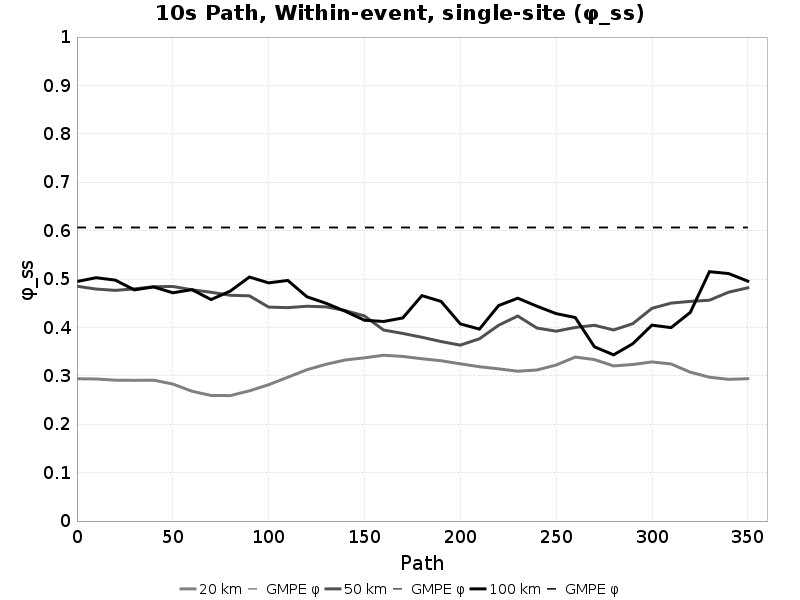 10s Path, Within-event, single-site (φ_ss)
1
0.9
0.8
0.7
0.6
0.5
0.4
0.3
0.2
0.1
0
φ_ss
0 50 100 150 200 250 300 350
Path
20 km GMPE φ 50 km GMPE φ 100 km GMPE φ